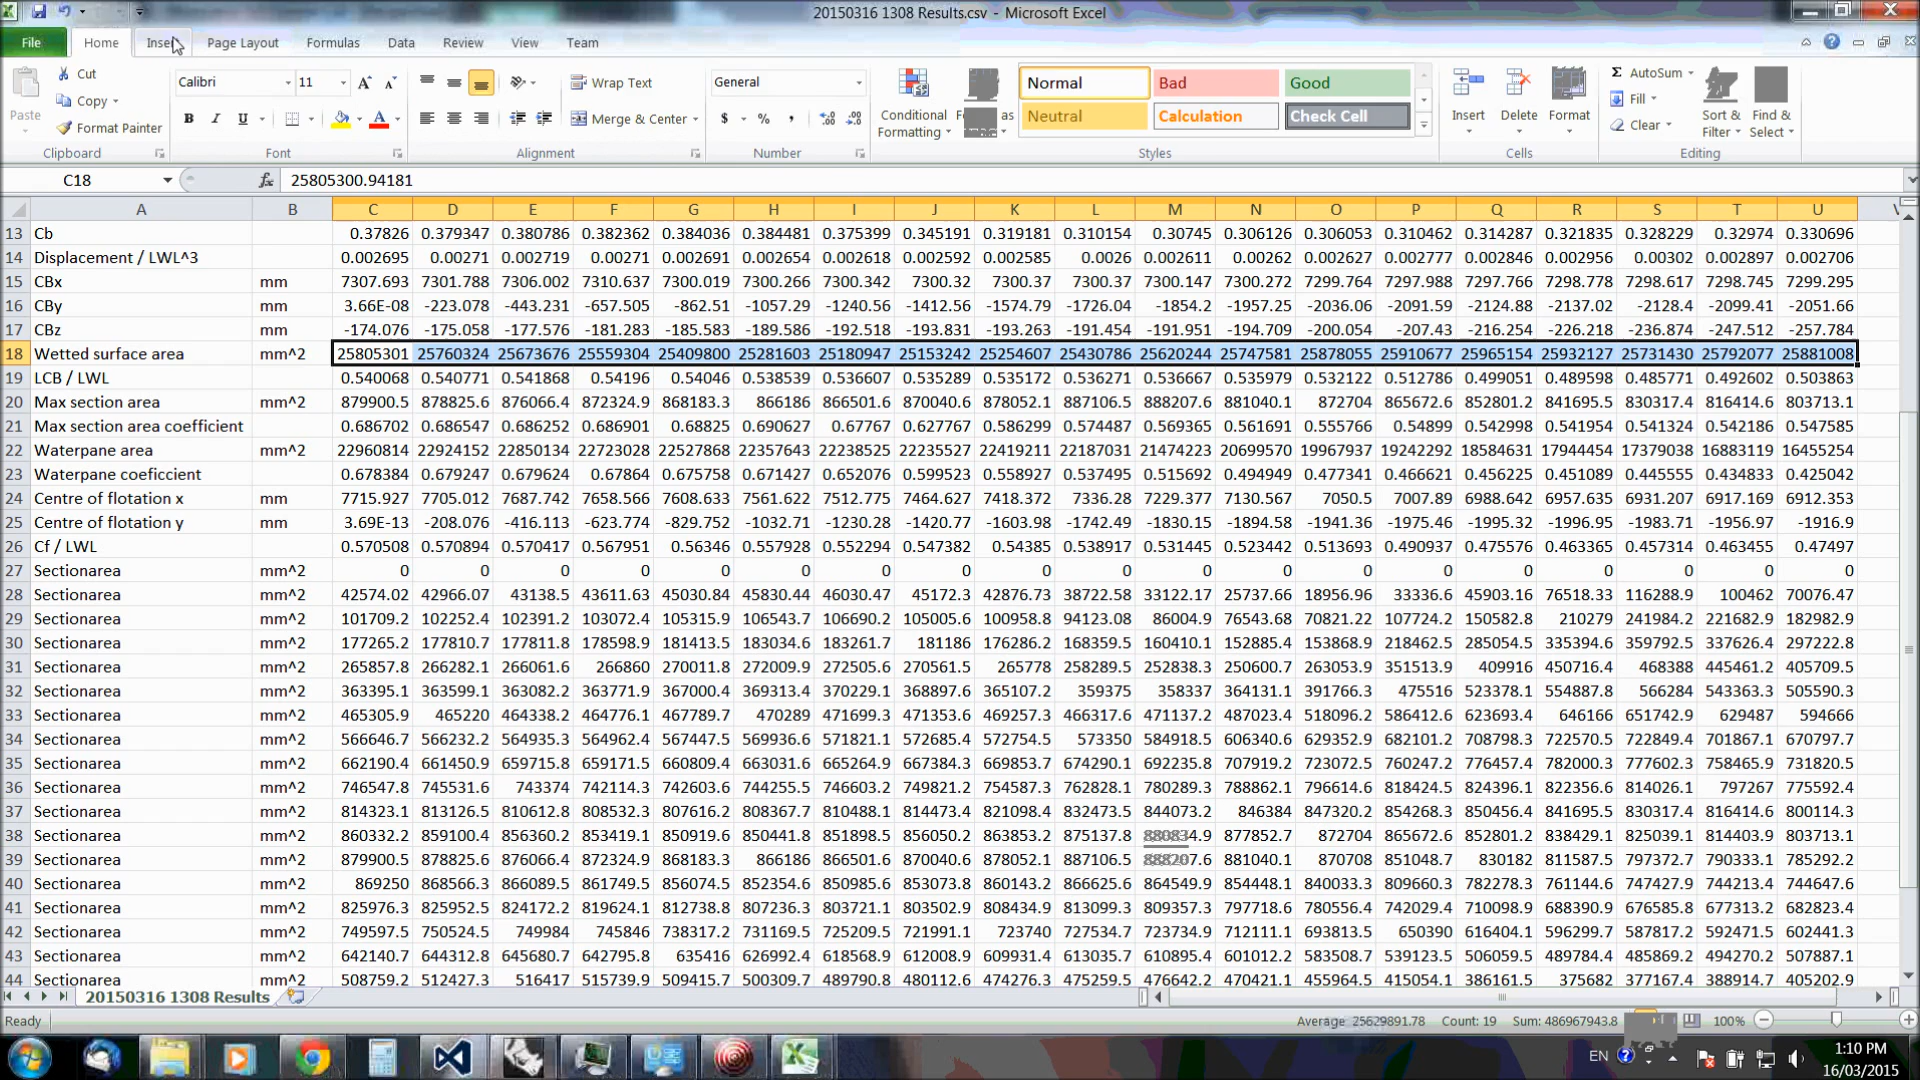 20150316 1308 Results.csv - Microsoft Excel
File Home Insert Page Layout Formulas Data Review View Team
Paste Cut Copy Format Painter
Calibri 11
Wrap Text
Merge & Center
General
Conditional Formatting
Normal Bad Good
Neutral Calculation Check Cell
Insert Delete Format
AutoSum Fill Clear
Sort & Filter Find & Select
Clipboard Font Alignment Number Styles Cells Editing
C18 fx 25805300.94181
A B C D E F G H I J K L M N O P Q R S T U
13 Cb 0.37826 0.379347 0.380786 0.382362 0.384036 0.384481 0.375399 0.345191 0.319181 0.310154 0.30745 0.306126 0.306053 0.310462 0.314287 0.321835 0.328229 0.32974 0.330696
14 Displacement / LWL^3 0.002695 0.00271 0.002719 0.00271 0.002691 0.002654 0.002618 0.002592 0.002585 0.0026 0.002611 0.00262 0.002627 0.002777 0.002846 0.002956 0.00302 0.002897 0.002706
15 CBx mm 7307.693 7301.788 7306.002 7310.637 7300.019 7300.266 7300.342 7300.32 7300.37 7300.37 7300.147 7300.272 7299.764 7297.988 7297.766 7298.778 7298.617 7298.745 7299.295
16 CBy mm 3.66E-08 -223.078 -443.231 -657.505 -862.51 -1057.29 -1240.56 -1412.56 -1574.79 -1726.04 -1854.2 -1957.25 -2036.06 -2091.59 -2124.88 -2137.02 -2128.4 -2099.41 -2051.66
17 CBz mm -174.076 -175.058 -177.576 -181.283 -185.583 -189.586 -192.518 -193.831 -193.263 -191.454 -191.951 -194.709 -200.054 -207.43 -216.254 -226.218 -236.874 -247.512 -257.784
18 Wetted surface area mm^2 25805301 25760324 25673676 25559304 25409800 25281603 25180947 25153242 25254607 25430786 25620244 25747581 25878055 25910677 25965154 25932127 25731430 25792077 25881008
19 LCB / LWL 0.540068 0.540771 0.541868 0.54196 0.54046 0.538539 0.536607 0.535289 0.535172 0.536271 0.536667 0.535979 0.532122 0.512786 0.499051 0.489598 0.485771 0.492602 0.503863
20 Max section area mm^2 879900.5 878825.6 876066.4 872324.9 868183.3 866186 866501.6 870040.6 878052.1 887106.5 888207.6 881040.1 872704 865672.6 852801.2 841695.5 830317.4 816414.6 803713.1
21 Max section area coefficient 0.686702 0.686547 0.686252 0.686901 0.68825 0.690627 0.67767 0.627767 0.586299 0.574487 0.569365 0.561691 0.555766 0.54899 0.542998 0.541954 0.541324 0.542186 0.547585
22 Waterpane area mm^2 22960814 22924152 22850134 22723028 22527868 22357643 22238525 22235527 22419211 22187031 21474223 20699570 19967937 19242292 18584631 17944454 17379038 16883119 16455254
23 Waterpane coeficcient 0.678384 0.679247 0.679624 0.67864 0.675758 0.671427 0.652076 0.599523 0.558927 0.537495 0.515692 0.494949 0.477341 0.466621 0.456225 0.451089 0.445555 0.434833 0.425042
24 Centre of flotation x mm 7715.927 7705.012 7687.742 7658.566 7608.633 7561.622 7512.775 7464.627 7418.372 7336.28 7229.377 7130.567 7050.5 7007.89 6988.642 6957.635 6931.207 6917.169 6912.353
25 Centre of flotation y mm 3.69E-13 -208.076 -416.113 -623.774 -829.752 -1032.71 -1230.28 -1420.77 -1603.98 -1742.49 -1830.15 -1894.58 -1941.36 -1975.46 -1995.32 -1996.95 -1983.71 -1956.97 -1916.9
26 Cf / LWL 0.570508 0.570894 0.570417 0.567951 0.56346 0.557928 0.552294 0.547382 0.54385 0.538917 0.531445 0.523442 0.513693 0.490937 0.475576 0.463365 0.457314 0.463455 0.47497
27 Sectionarea mm^2 0 0 0 0 0 0 0 0 0 0 0 0 0 0 0 0 0 0 0
28 Sectionarea mm^2 42574.02 42966.07 43138.5 43611.63 45030.84 45830.44 46030.47 45172.3 42876.73 38722.58 33122.17 25737.66 18956.96 33336.6 45903.16 76518.33 116288.9 100462 70076.47
29 Sectionarea mm^2 101709.2 102252.4 102391.2 103072.4 105315.9 106543.7 106690.2 105005.6 100958.8 94123.08 86004.9 76543.68 70821.22 107724.2 150582.8 210279 241984.2 221682.9 182982.9
30 Sectionarea mm^2 177265.2 177810.7 177811.8 178598.9 181413.5 183034.6 183261.7 181186 176286.2 168359.5 160410.1 152885.4 153868.9 218462.5 285054.5 335394.6 359792.5 337626.4 297222.8
31 Sectionarea mm^2 265857.8 266282.1 266061.6 266860 270011.8 272009.9 272505.6 270561.5 265778 258289.5 252838.3 250600.7 263053.9 351513.9 409916 450716.4 468388 445461.2 405709.5
32 Sectionarea mm^2 363395.1 363599.1 363082.2 363771.9 367000.4 369313.4 370229.1 368897.6 365107.2 359375 358337 364131.1 391766.3 475516 523378.1 554887.8 566284 543363.3 505590.3
33 Sectionarea mm^2 465305.9 465220 464338.2 464776.1 467789.7 470289 471699.3 471353.6 469257.3 466317.6 471137.2 487023.4 518096.2 586412.6 623693.4 646166 651742.9 629487 594666
34 Sectionarea mm^2 566646.7 566232.2 564935.3 564962.4 567447.5 569936.6 571821.1 572685.4 572754.5 573350 584918.5 606340.6 629352.9 682101.2 708798.3 722570.5 722849.4 701867.1 670797.7
35 Sectionarea mm^2 662190.4 661450.9 659715.8 659171.5 660809.4 663031.6 665264.9 667384.3 669853.7 674290.1 692235.8 707919.2 723072.5 760247.2 776457.4 782000.3 777602.3 758465.9 731820.5
36 Sectionarea mm^2 746547.8 745531.6 743374 742114.3 742603.6 744255.5 746603.2 749821.2 754587.3 762828.1 780289.3 788862.1 796614.6 818424.5 824396.1 822356.6 814026.1 797267 775592.4
37 Sectionarea mm^2 814323.1 813126.5 810612.8 808532.3 807616.2 808367.7 810488.1 814473.4 821098.4 832473.5 844073.2 846384 847320.2 854268.3 850456.4 841695.5 830317.4 816414.6 800114.3
38 Sectionarea mm^2 860332.2 859100.4 856360.2 853419.1 850919.6 850441.8 851898.5 856050.2 863853.2 875137.8 880834.9 877852.7 872704 865672.6 852801.2 838429.1 825039.1 814403.9 803713.1
39 Sectionarea mm^2 879900.5 878825.6 876066.4 872324.9 868183.3 866186 866501.6 870040.6 878052.1 887106.5 888207.6 881040.1 870708 851048.7 830182 811587.5 797372.7 790333.1 785292.2
40 Sectionarea mm^2 869250 868566.3 866089.5 861749.5 856074.5 852354.6 850985.6 853073.8 860143.2 866625.6 864549.9 854448.1 840033.3 809660.3 782278.3 761144.6 747427.9 744213.4 744647.6
41 Sectionarea mm^2 825976.3 825952.5 824172.2 819624.1 812738.8 807236.3 803721.1 803502.9 808434.9 813099.3 809357.3 797718.6 780556.4 742029.4 710098.9 688390.9 676585.8 677313.2 682823.4
42 Sectionarea mm^2 749597.5 750524.5 749984 745846 738317.2 731169.5 725209.5 721991.1 723740 727534.7 723734.9 712111.1 693813.5 650390 616404.1 596299.7 587817.2 592471.5 602441.3
43 Sectionarea mm^2 642140.7 644312.8 645680.7 642795.8 635416 626992.4 618568.9 612008.9 609931.4 613035.7 610895.4 601012.2 583508.7 539123.5 506059.5 489784.4 485869.2 494270.2 507887.1
44 Sectionarea mm^2 508759.2 512427.3 516417 515739.9 509415.7 500309.7 489790.8 480112.6 474276.3 475259.5 476642.2 470421.1 455964.5 415054.1 386161.5 375682 377167.4 388914.7 405202.9
20150316 1308 Results
Ready Average 25629891.78 Count: 19 Sum: 486967943.8 100%
EN 1:10 PM
16/03/2015